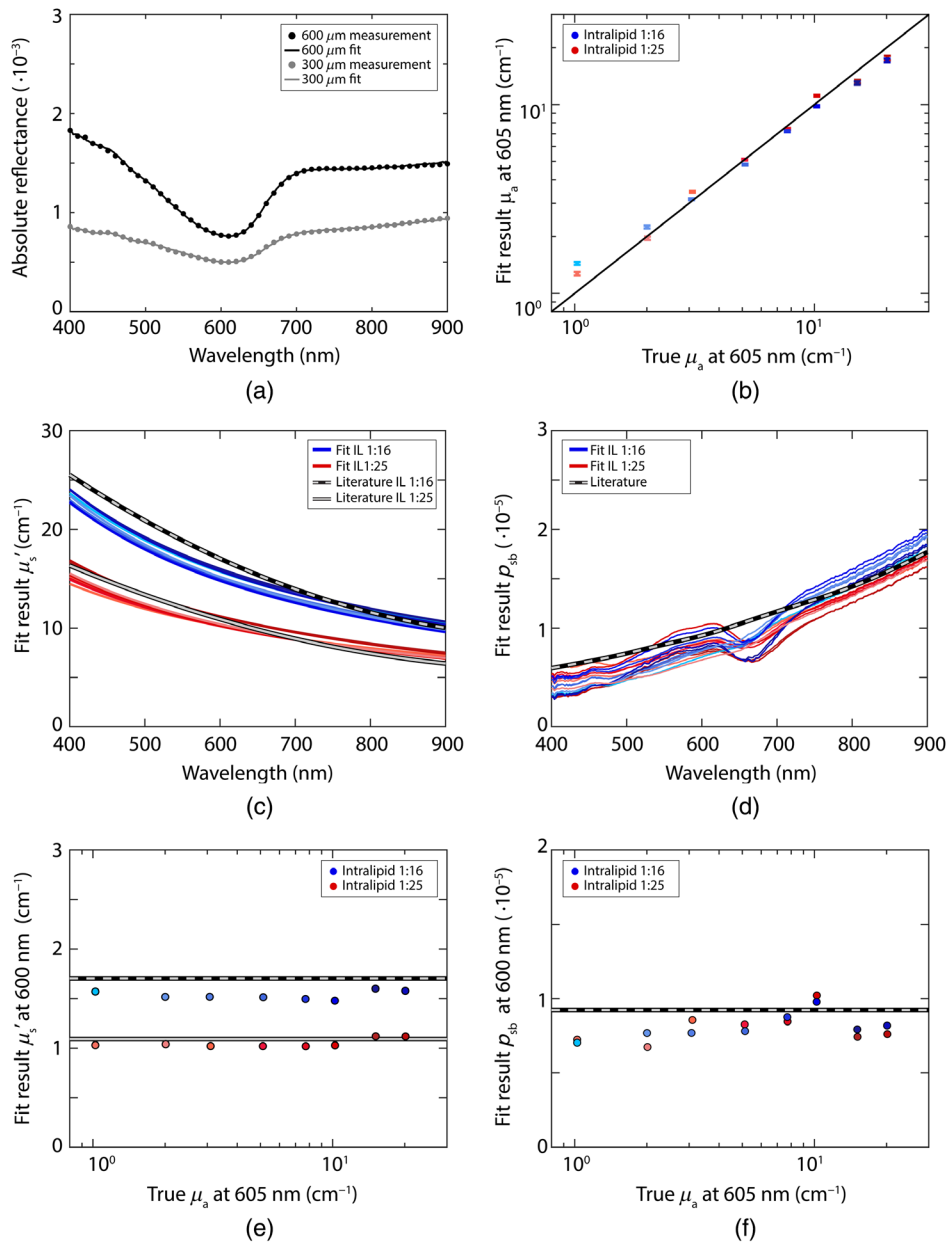 3
2
1
0
Absolute reflectance ( ·10⁻³)
600 μm measurement
600 μm fit
300 μm measurement
300 μm fit
400 500 600 700 800 900
Wavelength (nm)
(a)
10¹
10⁰
Fit result μa at 605 nm (cm⁻¹)
Intralipid 1:16
Intralipid 1:25
10⁰ 10¹
True μa at 605 nm (cm⁻¹)
(b)
30
20
10
0
Fit result μs′ (cm⁻¹)
Fit IL 1:16
Fit IL1:25
Literature IL 1:16
Literature IL 1:25
400 500 600 700 800 900
Wavelength (nm)
(c)
3
2
1
0
Fit result psb ( ·10⁻⁵)
Fit IL 1:16
Fit IL 1:25
Literature
400 500 600 700 800 900
Wavelength (nm)
(d)
3
2
1
0
Fit result μs′ at 600 nm (cm⁻¹)
Intralipid 1:16
Intralipid 1:25
10⁰ 10¹
True μa at 605 nm (cm⁻¹)
(e)
2
1
0
Fit result psb at 600 nm ( ·10⁻⁵)
Intralipid 1:16
Intralipid 1:25
10⁰ 10¹
True μa at 605 nm (cm⁻¹)
(f)